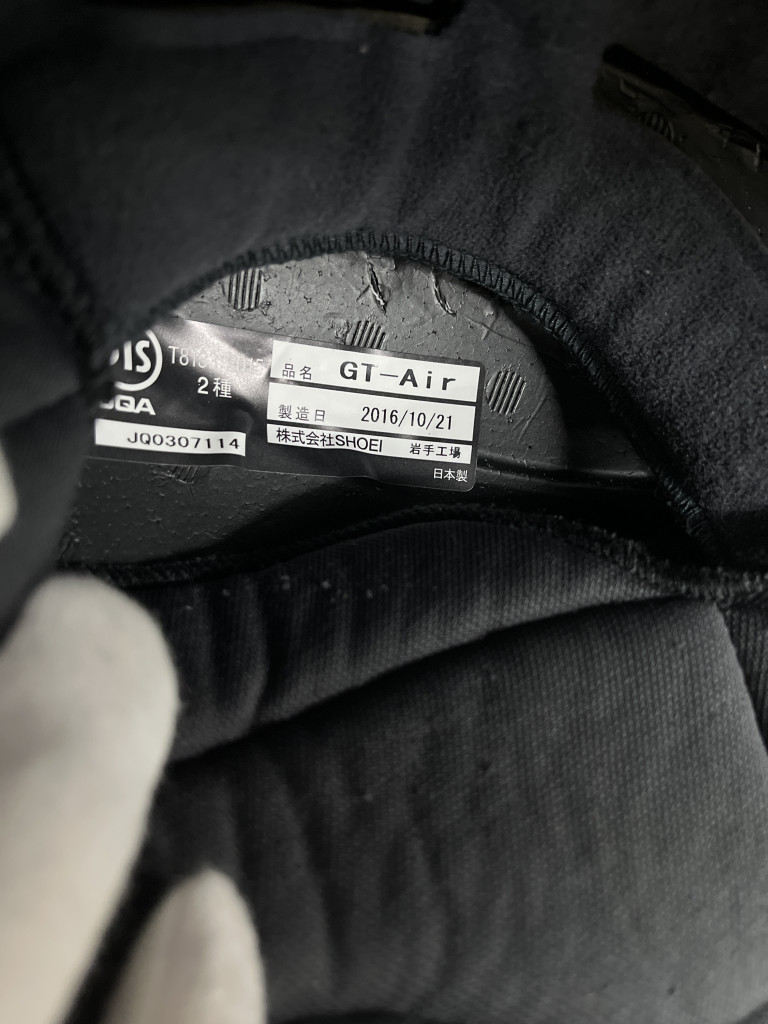 JIS
2種
JQA
JQ0307114
品名 GT-Air
製造日 2016/10/21
株式会社SHOEI 岩手工場
日本製